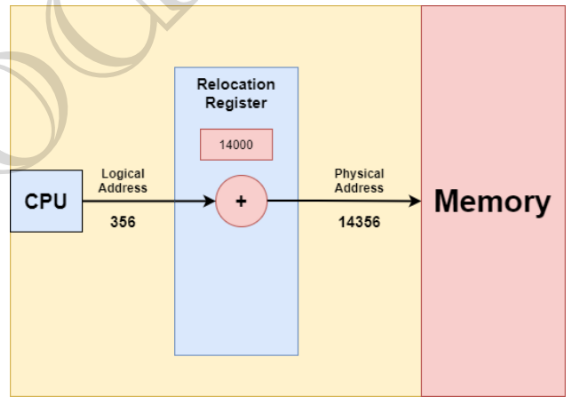 Relocation
Register
14000
Logical
Address
Physical
Address
CPU
+
Memory
356
14356